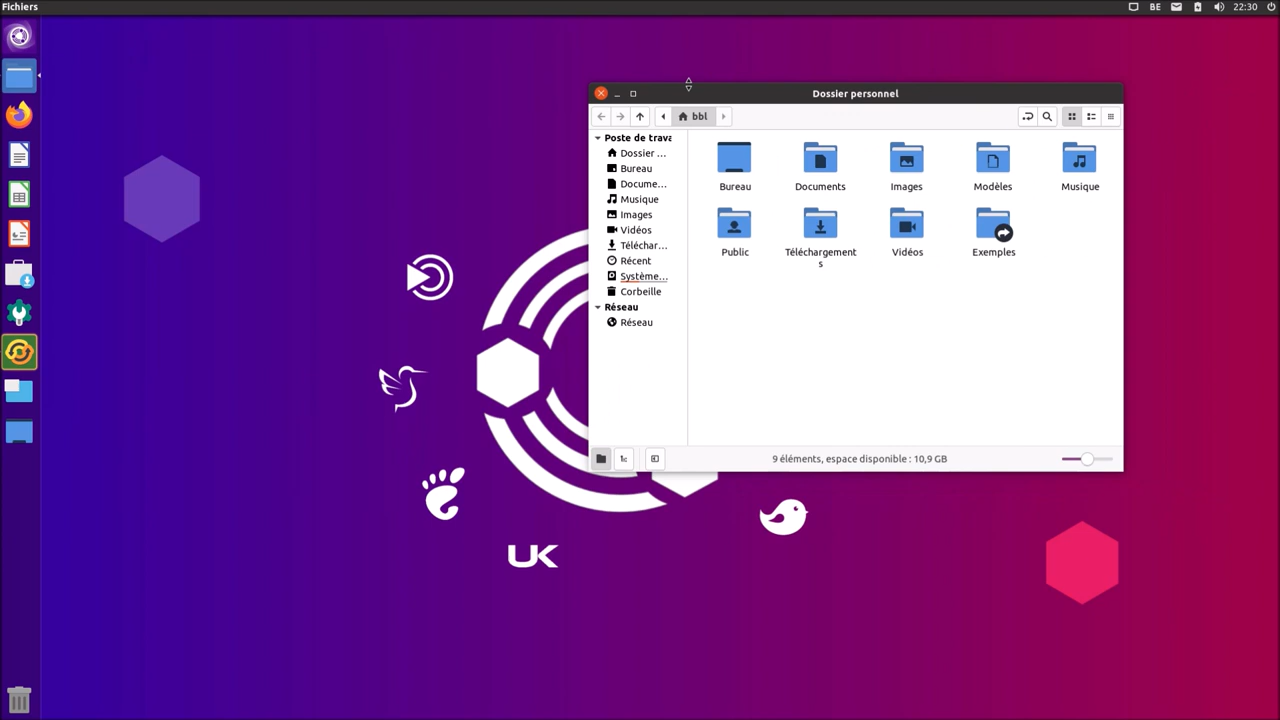 Fichiers
BE
22:30
Dossier personnel
bbl
Poste de trava
Dossier ...
Bureau
Docume...
Musique
Images
Vidéos
Téléchar...
Récent
Système...
Corbeille
Réseau
Réseau
Bureau
Documents
Images
Modèles
Musique
Public
Téléchargement
s
Vidéos
Exemples
9 éléments, espace disponible : 10,9 GB
UK